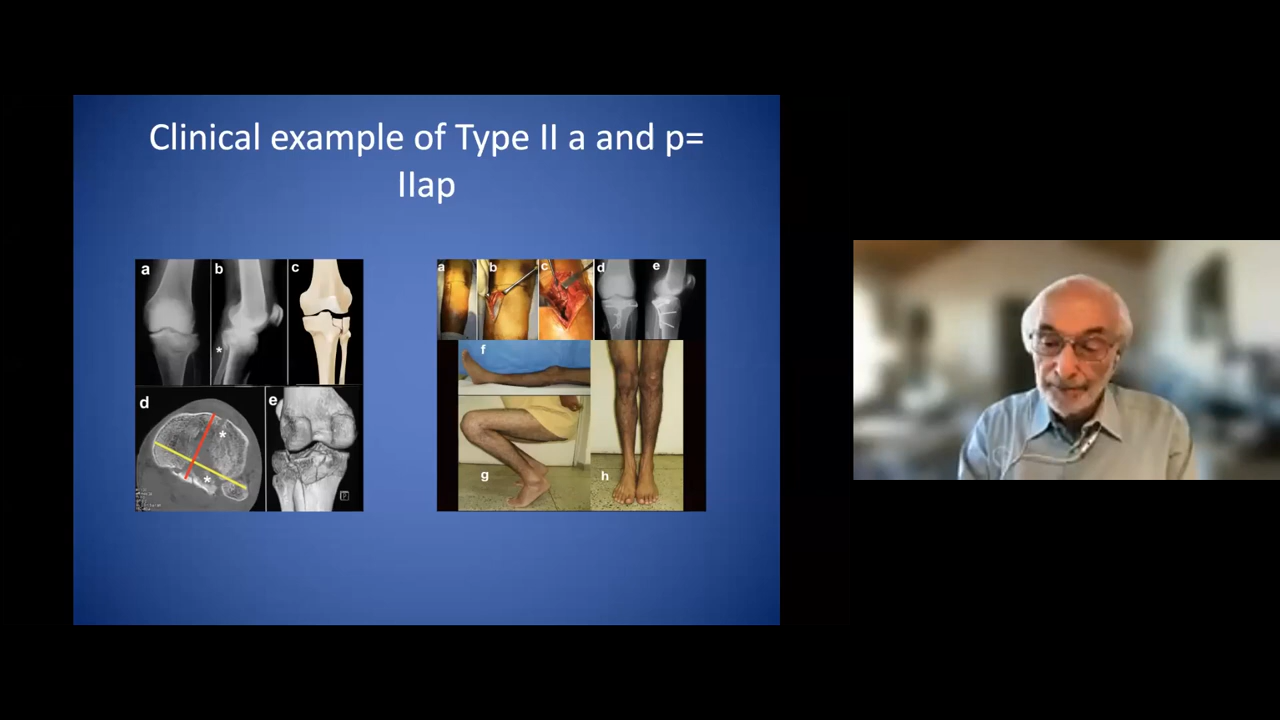 Clinical example of Type II a and p=
IIap
a
b
c
*
d
*
*
e
P
a
b
c
d
e
f
g
h